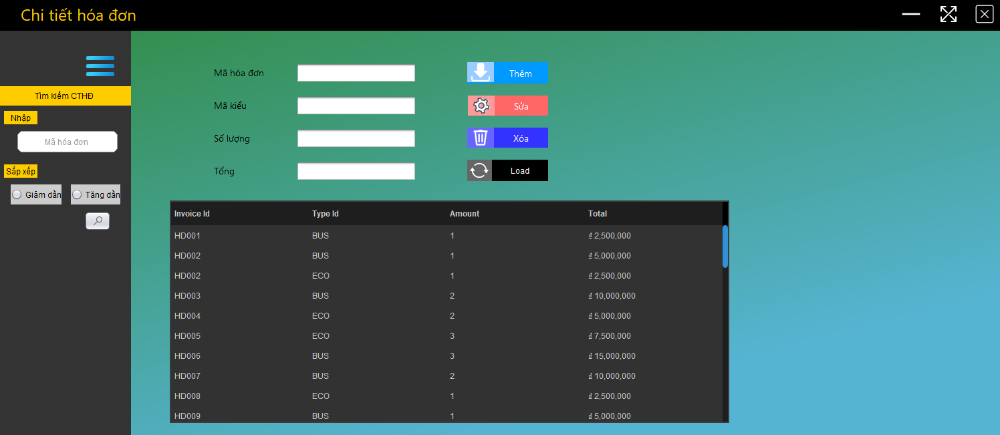 Chi tiết hóa đơn
Tìm kiếm CTHĐ
Nhập
Mã hóa đơn
Sắp xếp
Giảm dần
Tăng dần
Mã hóa đơn
Thêm
Mã kiểu
Sửa
Số lượng
Xóa
Tổng
Load
Invoice Id Type Id Amount Total
HD001 BUS 1 ₫ 2,500,000
HD002 BUS 1 ₫ 5,000,000
HD002 ECO 1 ₫ 2,500,000
HD003 BUS 2 ₫ 10,000,000
HD004 ECO 2 ₫ 5,000,000
HD005 ECO 3 ₫ 7,500,000
HD006 BUS 3 ₫ 15,000,000
HD007 BUS 2 ₫ 10,000,000
HD008 ECO 1 ₫ 2,500,000
HD009 BUS 1 ₫ 5,000,000